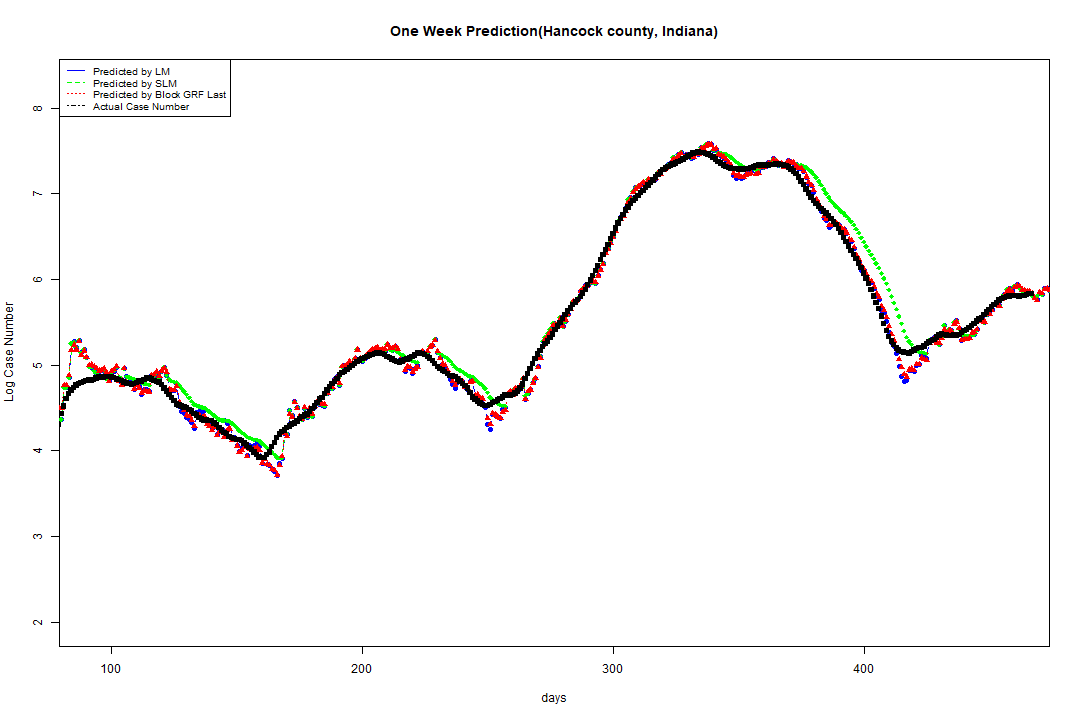 One Week Prediction(Hancock county, Indiana)
Predicted by LM
Predicted by SLM
Predicted by Block GRF Last
Actual Case Number
8
7
6
5
4
3
2
Log Case Number
100 200 300 400
days